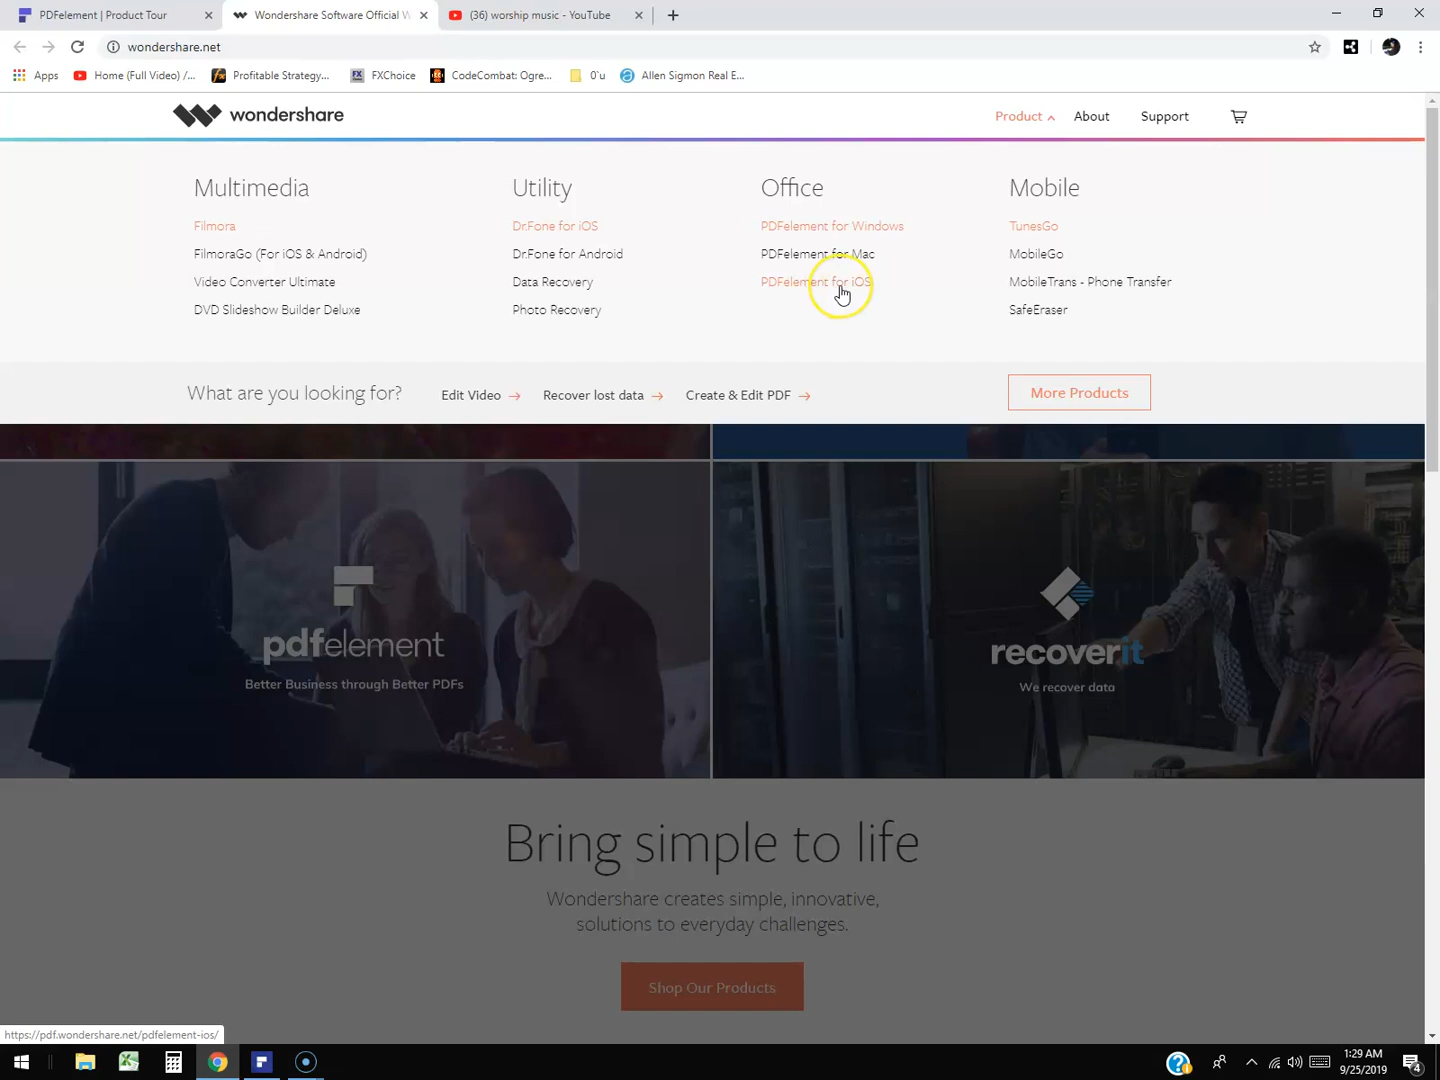 PDFelement | Product Tour
Wondershare Software Official W
(36) worship music - YouTube
wondershare.net
Apps
Home (Full Video) /...
Profitable Strategy...
FXChoice
CodeCombat: Ogre...
0`u
Allen Sigmon Real E...
wondershare
Product
About
Support
Multimedia
Utility
Office
Mobile
Filmora
Dr.Fone for iOS
PDFelement for Windows
TunesGo
FilmoraGo (For iOS & Android)
Dr.Fone for Android
PDFelement for Mac
MobileGo
Video Converter Ultimate
Data Recovery
PDFelement for iOS
MobileTrans - Phone Transfer
DVD Slideshow Builder Deluxe
Photo Recovery
SafeEraser
What are you looking for?
Edit Video →
Recover lost data →
Create & Edit PDF →
More Products
pdfelement
Better Business through Better PDFs
recoverit
We recover data
Bring simple to life
Wondershare creates simple, innovative,
solutions to everyday challenges.
Shop Our Products
https://pdf.wondershare.net/pdfelement-ios/
1:29 AM
9/25/2019
4